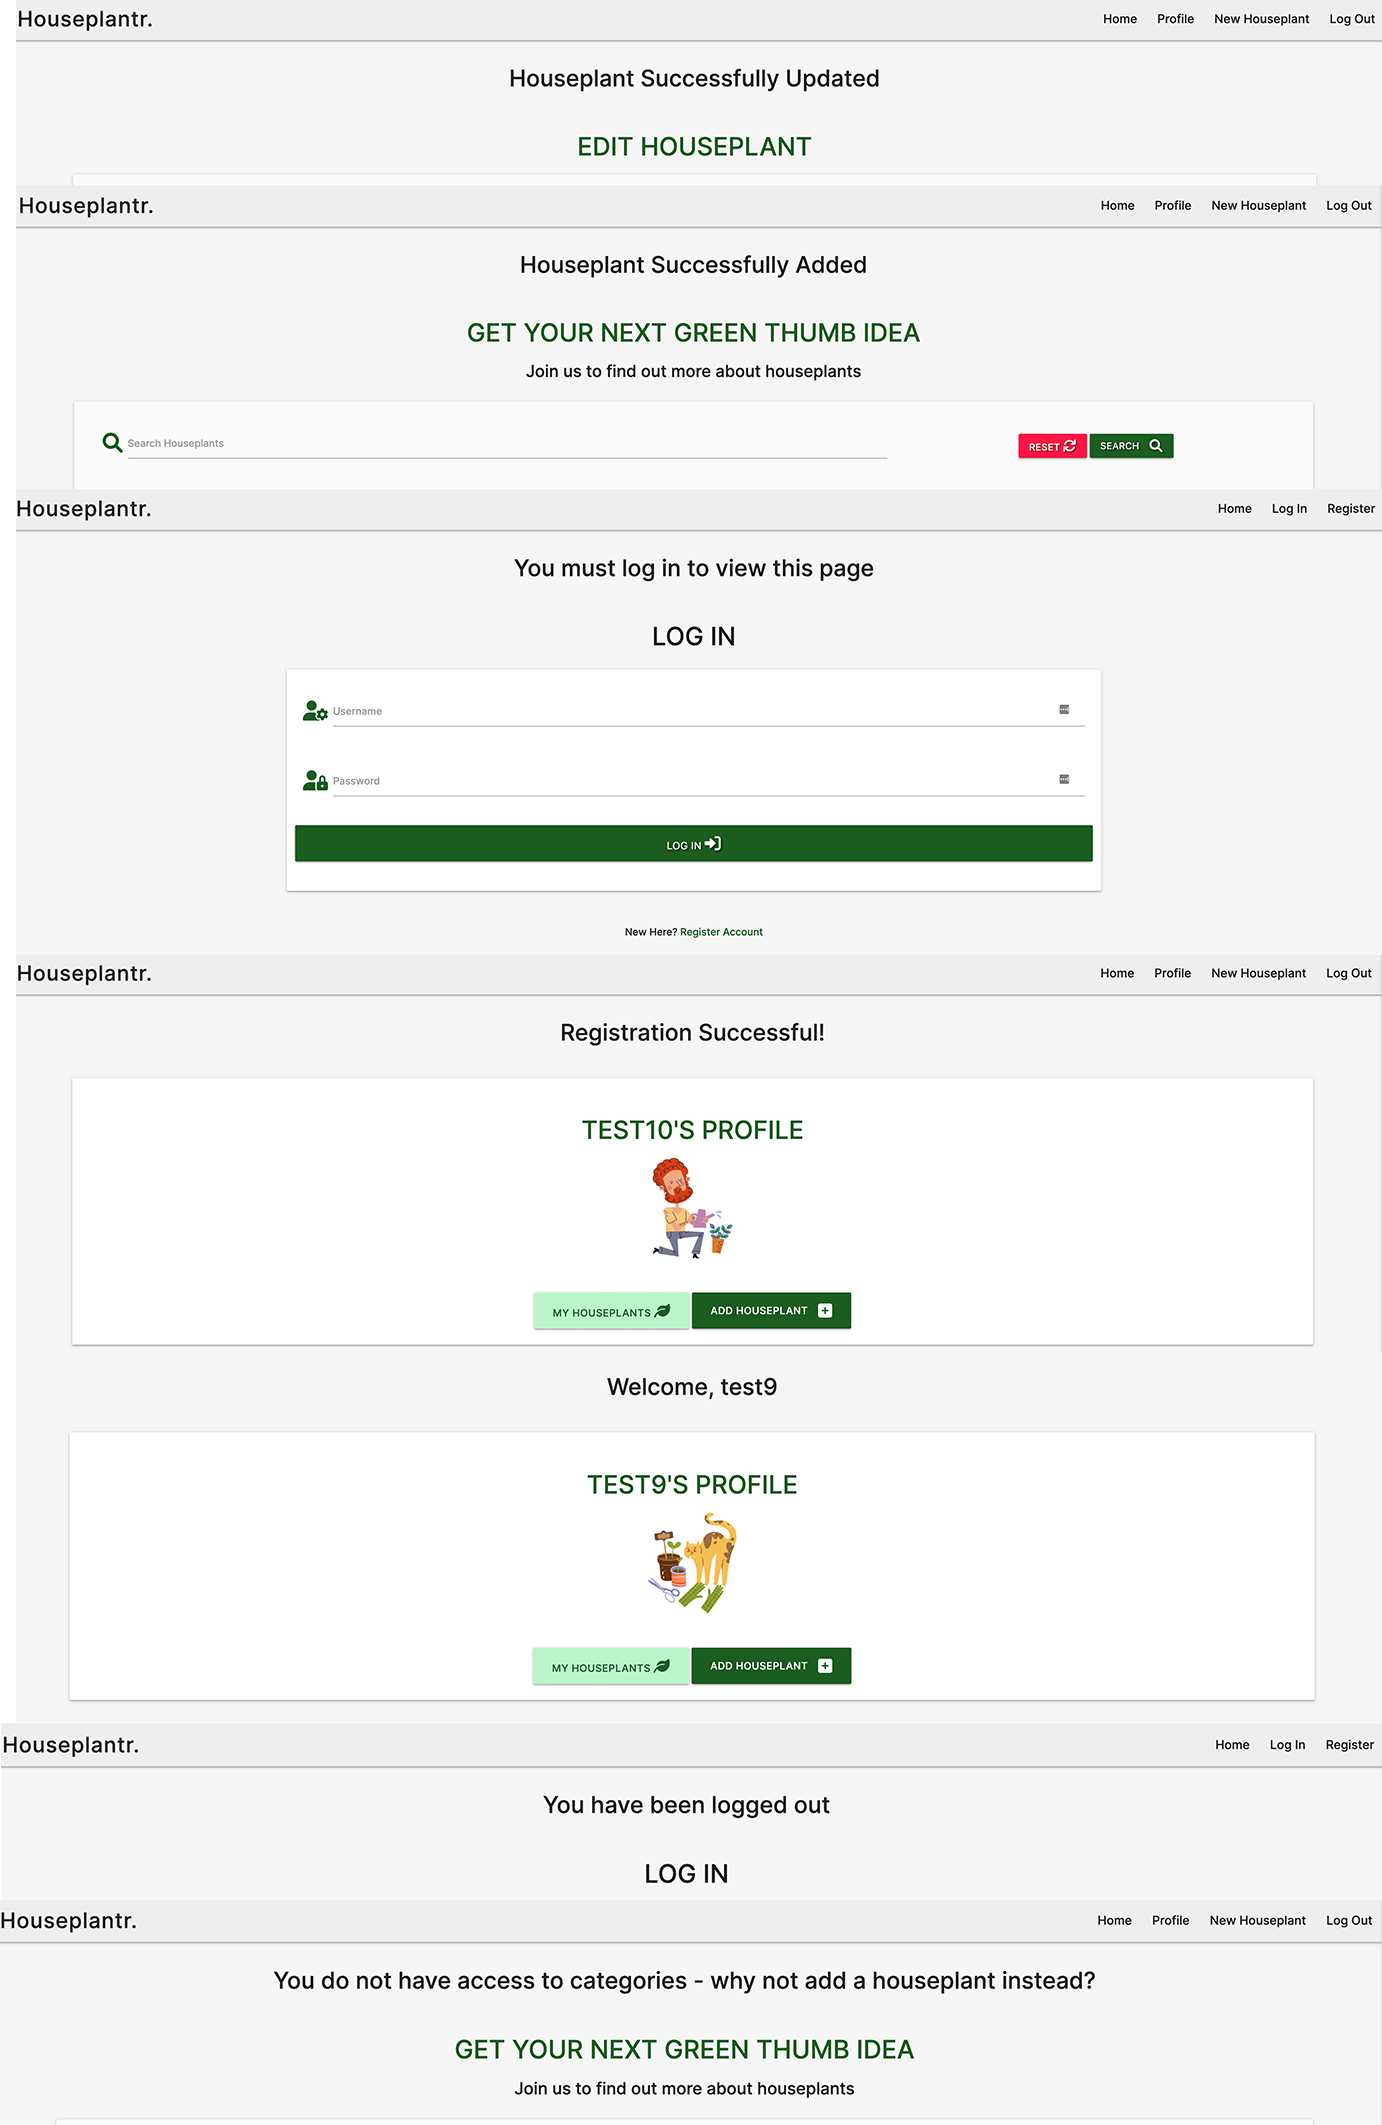 Houseplantr. Home Profile New Houseplant Log Out
Houseplant Successfully Updated
EDIT HOUSEPLANT
Houseplantr. Home Profile New Houseplant Log Out
Houseplant Successfully Added
GET YOUR NEXT GREEN THUMB IDEA
Join us to find out more about houseplants
Search Houseplants RESET SEARCH
Houseplantr. Home Log In Register
You must log in to view this page
LOG IN
Username
Password
LOG IN
New Here? Register Account
Houseplantr. Home Profile New Houseplant Log Out
Registration Successful!
TEST10'S PROFILE
MY HOUSEPLANTS ADD HOUSEPLANT
Welcome, test9
TEST9'S PROFILE
MY HOUSEPLANTS ADD HOUSEPLANT
Houseplantr. Home Log In Register
You have been logged out
LOG IN
Houseplantr. Home Profile New Houseplant Log Out
You do not have access to categories - why not add a houseplant instead?
GET YOUR NEXT GREEN THUMB IDEA
Join us to find out more about houseplants